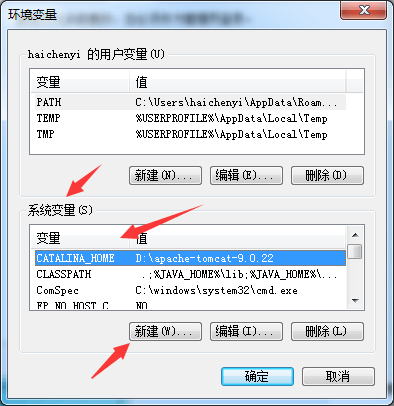 环境变量
haichenyi 的用户变量(U)
变量 值
PATH C:\Users\haichenyi\AppData\Roam...
TEMP %USERPROFILE%\AppData\Local\Temp
TMP %USERPROFILE%\AppData\Local\Temp
新建(N)... 编辑(E)... 删除(D)
系统变量(S)
变量 值
CATALINA_HOME D:\apache-tomcat-9.0.22
CLASSPATH .;%JAVA_HOME%\lib;%JAVA_HOME%\...
ComSpec C:\windows\system32\cmd.exe
FP_NO_HOST_C NO
新建(W)... 编辑(I)... 删除(L)
确定 取消